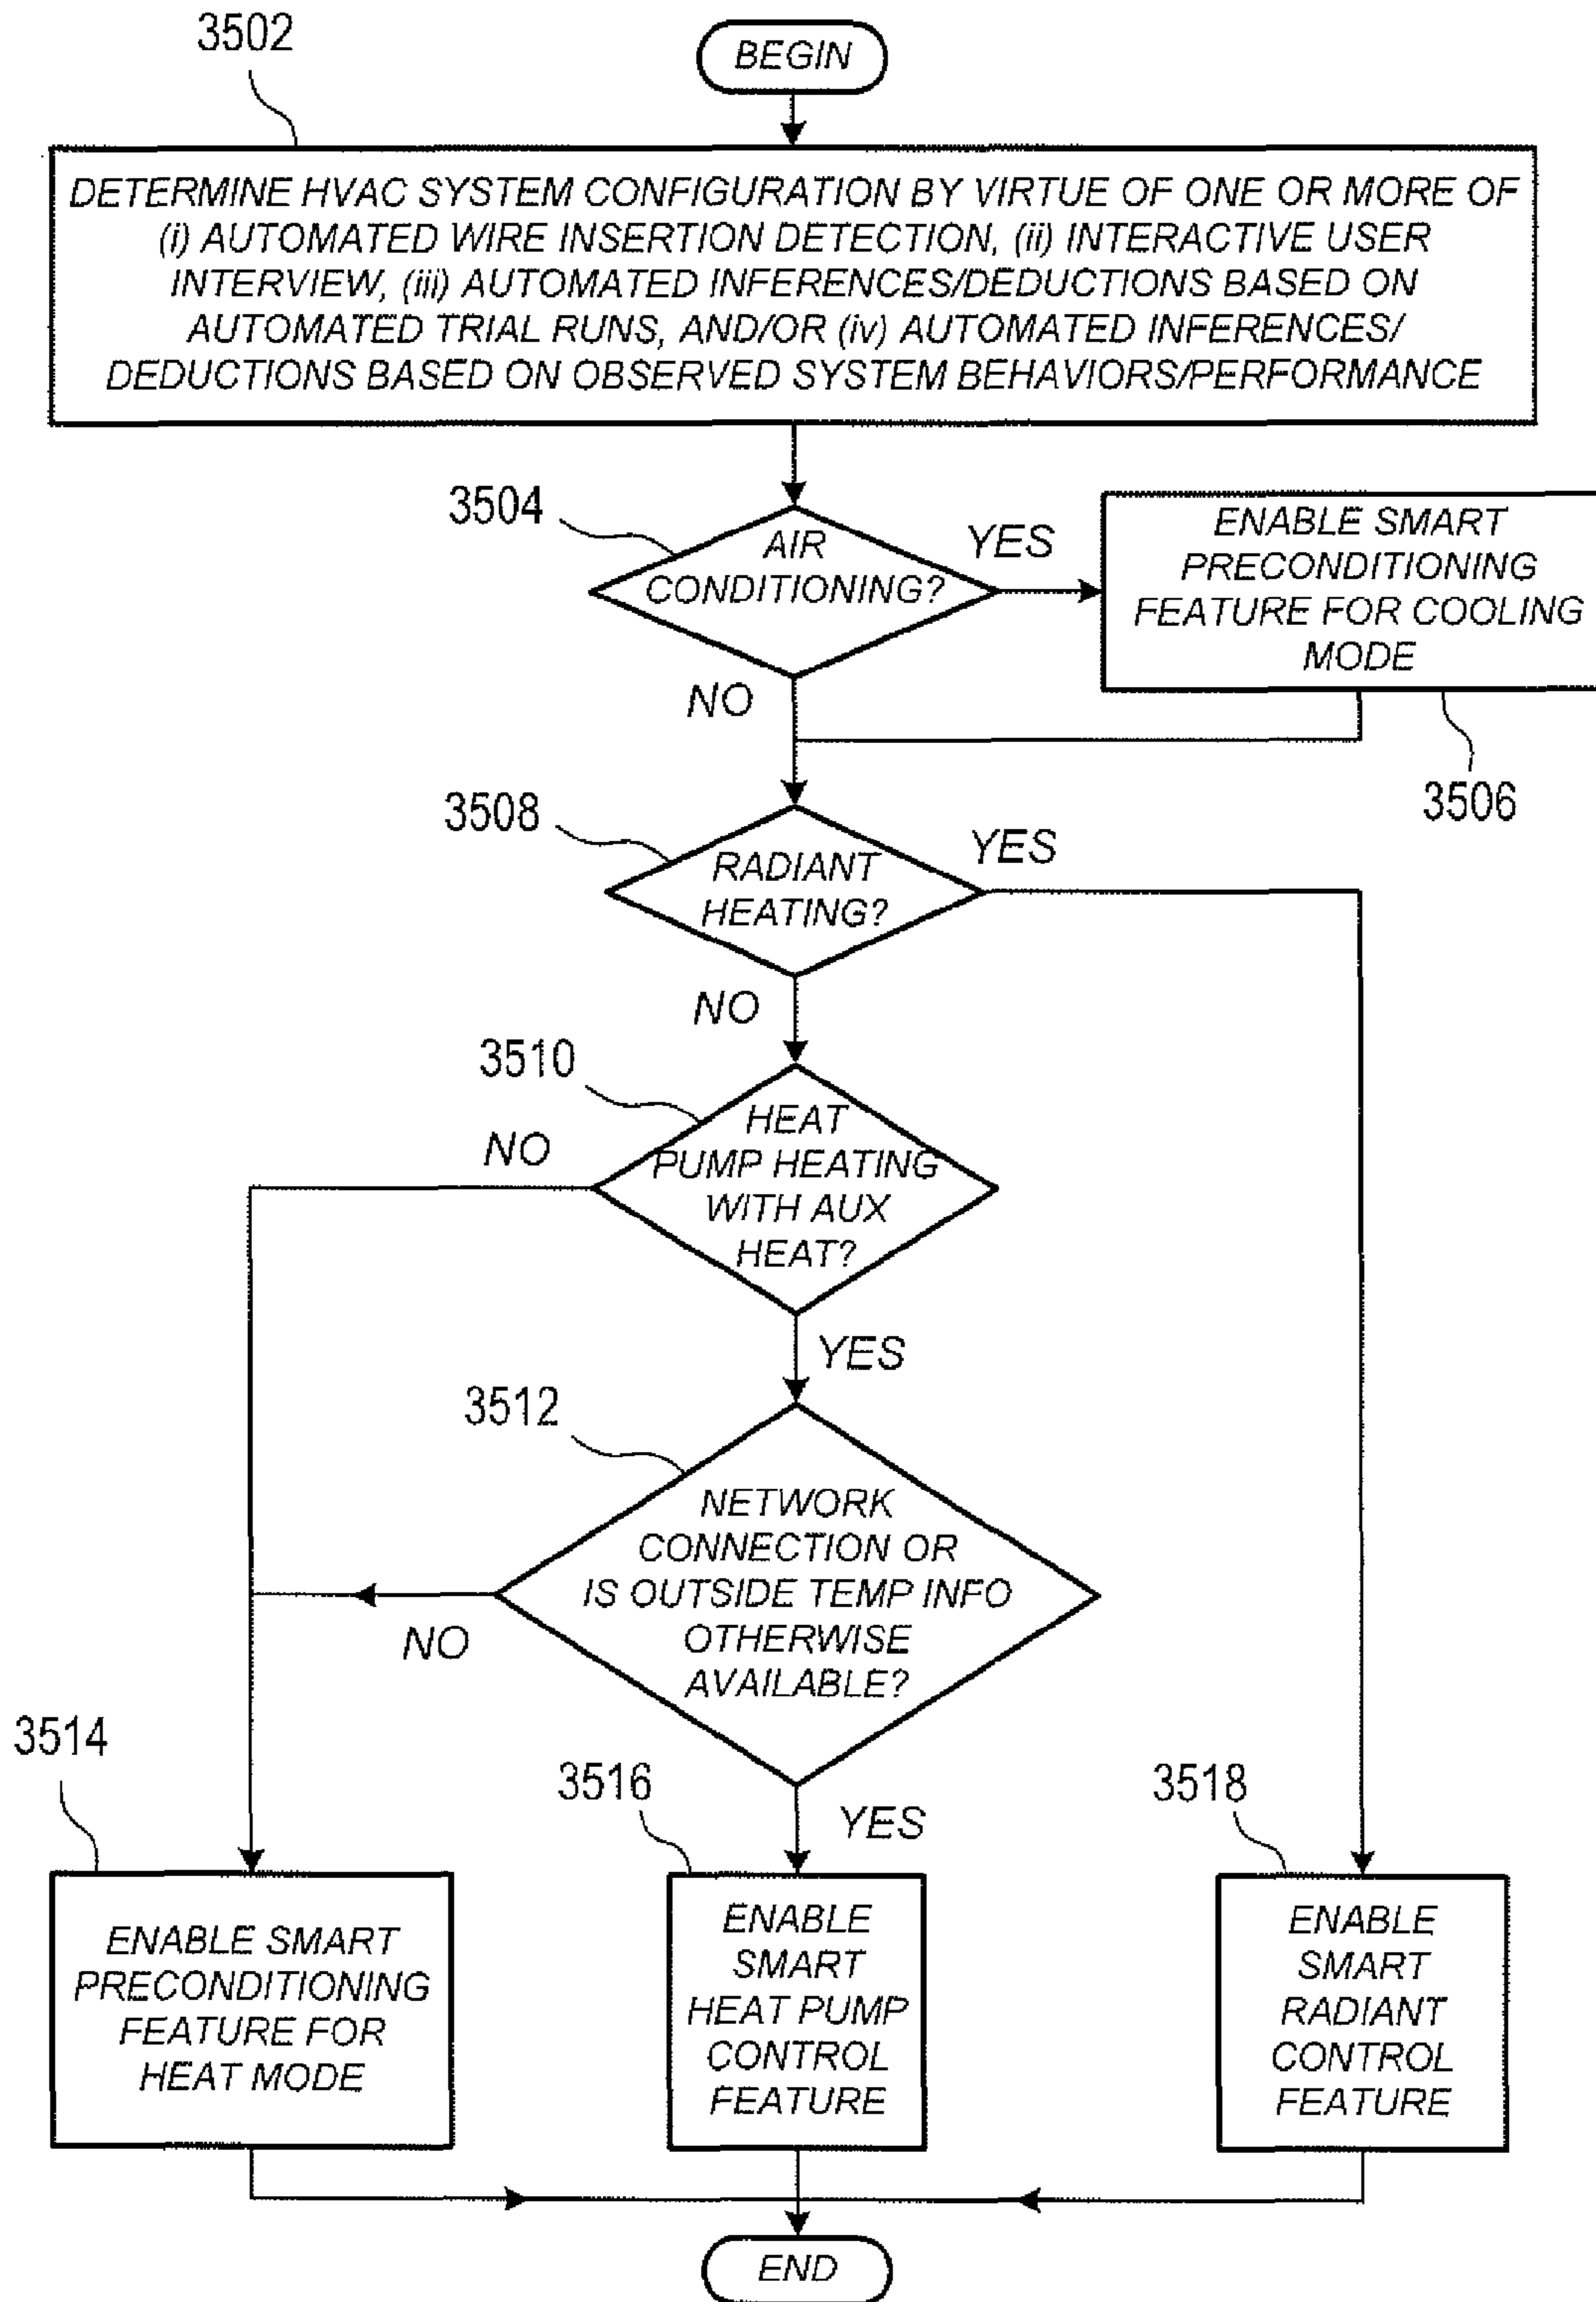 3502
BEGIN
DETERMINE HVAC SYSTEM CONFIGURATION BY VIRTUE OF ONE OR MORE OF
(i) AUTOMATED WIRE INSERTION DETECTION, (ii) INTERACTIVE USER
INTERVIEW, (iii) AUTOMATED INFERENCES/DEDUCTIONS BASED ON
AUTOMATED TRIAL RUNS, AND/OR (iv) AUTOMATED INFERENCES/
DEDUCTIONS BASED ON OBSERVED SYSTEM BEHAVIORS/PERFORMANCE
3504
AIR
CONDITIONING?
YES
ENABLE SMART
PRECONDITIONING
FEATURE FOR COOLING
MODE
NO
3506
3508
RADIANT
HEATING?
YES
NO
3510
HEAT
PUMP HEATING
WITH AUX
HEAT?
NO
YES
3512
NETWORK
CONNECTION OR
IS OUTSIDE TEMP INFO
OTHERWISE
AVAILABLE?
NO
YES
3514
ENABLE SMART
PRECONDITIONING
FEATURE FOR
HEAT MODE
3516
ENABLE
SMART
HEAT PUMP
CONTROL
FEATURE
3518
ENABLE
SMART
RADIANT
CONTROL
FEATURE
END